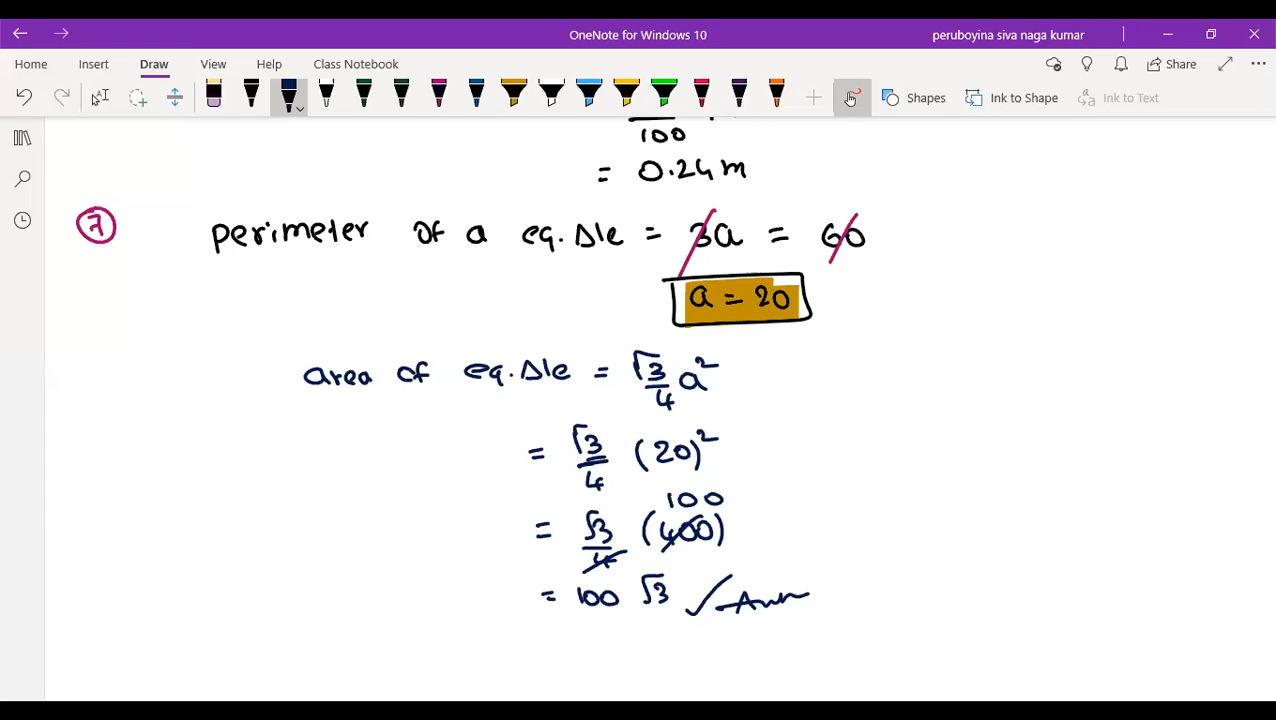 OneNote for Windows 10
peruboyina siva naga kumar
Home Insert Draw View Help Class Notebook Share
Shapes Ink to Shape Ink to Text
100
= 0.24m
7 perimeter of a eq.Δle = 3a = 60
a = 20
area of eq.Δle = √3/4 a²
= √3/4 (20)²
100
= √3/4 (400)
= 100 √3